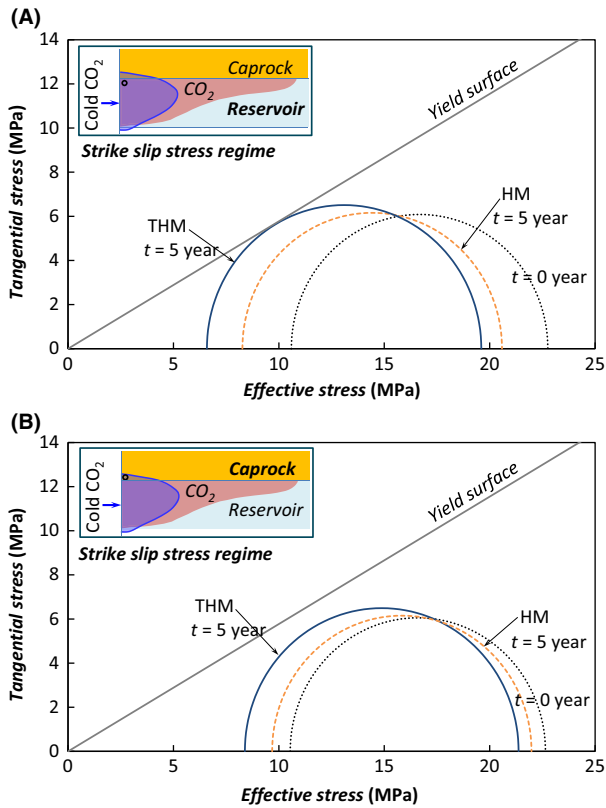 (A)
14
12
10
8
6
4
2
0
0
5
10
15
20
25
Tangential stress (MPa)
Effective stress (MPa)
Cold CO2
Caprock
CO2
Reservoir
Strike slip stress regime
Yield surface
THM
t = 5 year
HM
t = 5 year
t = 0 year
(B)
14
12
10
8
6
4
2
0
0
5
10
15
20
25
Tangential stress (MPa)
Effective stress (MPa)
Cold CO2
Caprock
CO2
Reservoir
Strike slip stress regime
Yield surface
THM
t = 5 year
HM
t = 5 year
t = 0 year